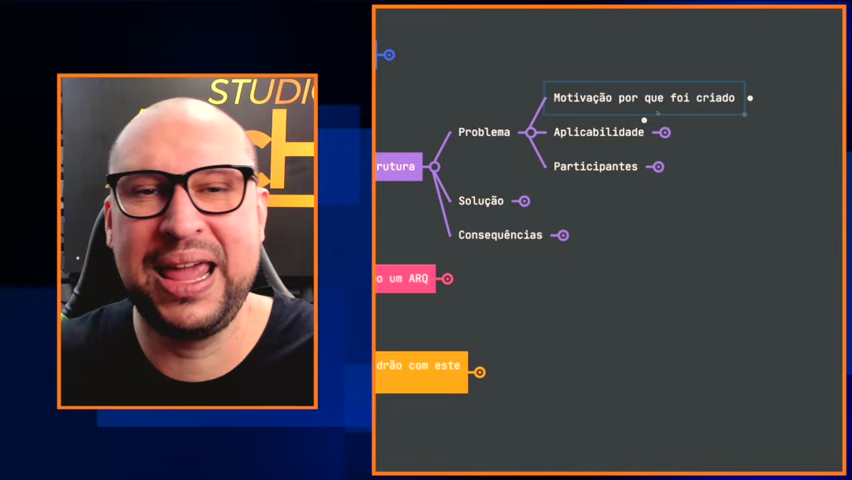 STUDIO
Motivação por que foi criado
Problema
Aplicabilidade
rutura
Participantes
Solução
Consequências
o um ARQ
drão com este